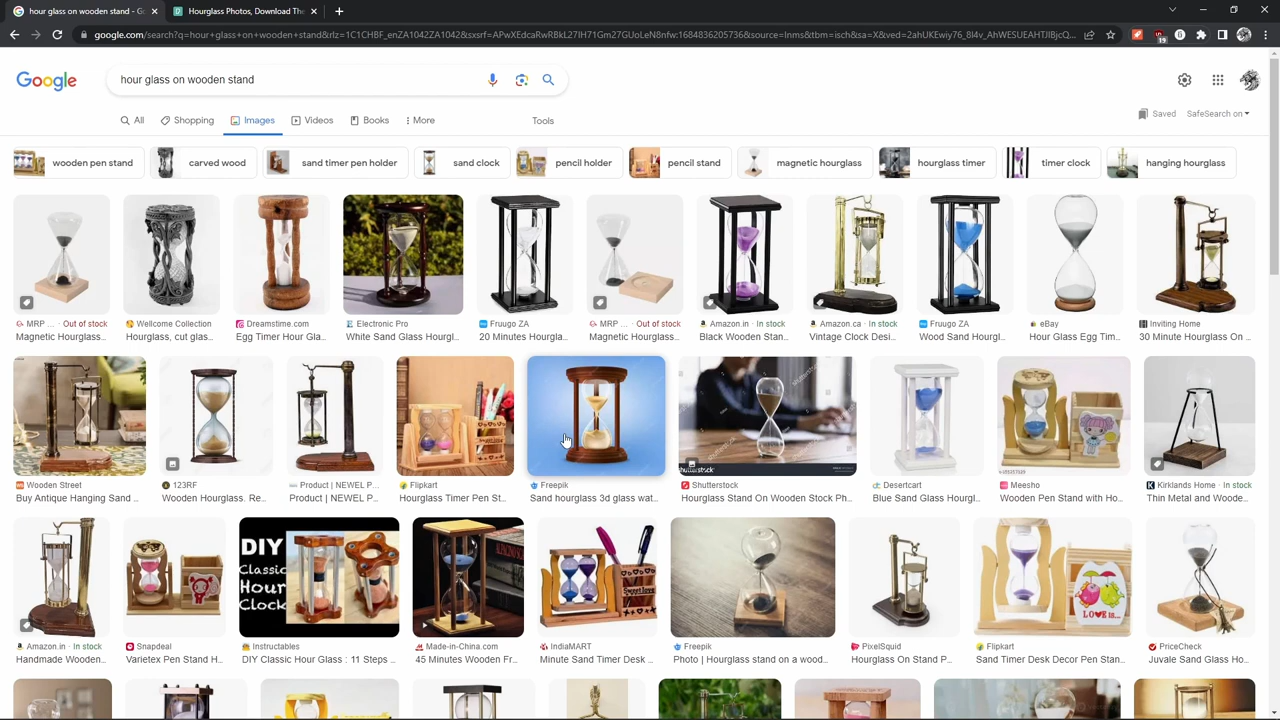 hour glass on wooden stand - Go
Hourglass Photos, Download The
google.com/search?q=hour+glass+on+wooden+stand&rlz=1C1CHBF_enZA1042ZA1042&sxsrf=
Google
hour glass on wooden stand
All
Shopping
Images
Videos
Books
More
Tools
Saved
SafeSearch on
wooden pen stand
carved wood
sand timer pen holder
sand clock
pencil holder
pencil stand
magnetic hourglass
hourglass timer
timer clock
hanging hourglass
MRP ... · Out of stock
Magnetic Hourglass...
Wellcome Collection
Hourglass, cut glas...
Dreamstime.com
Egg Timer Hour Gla...
Electronic Pro
White Sand Glass Hourgl...
Fruugo ZA
20 Minutes Hourgla...
MRP ... · Out of stock
Magnetic Hourglass...
Amazon.in · In stock
Black Wooden Stan...
Amazon.ca · In stock
Vintage Clock Desi...
Fruugo ZA
Wood Sand Hourgl...
eBay
Hour Glass Egg Tim...
Inviting Home
30 Minute Hourglass On ...
Wooden Street
Buy Antique Hanging Sand ...
123RF
Wooden Hourglass. Re...
Product | NEWEL P...
Product | NEWEL P...
Flipkart
Hourglass Timer Pen St...
Freepik
Sand hourglass 3d glass wat...
shutterstock
Shutterstock
Hourglass Stand On Wooden Stock Ph...
Desertcart
Blue Sand Glass Hourgl...
Meesho
Wooden Pen Stand with Ho...
Kirklands Home · In stock
Thin Metal and Woode...
Amazon.in · In stock
Handmade Wooden...
Snapdeal
Varietex Pen Stand H...
DIY
Classic
Hour
Clock
Instructables
DIY Classic Hour Glass : 11 Steps ...
Made-in-China.com
45 Minutes Wooden Fr...
IndiaMART
Minute Sand Timer Desk ...
Freepik
Photo | Hourglass stand on a wood...
PixelSquid
Hourglass On Stand P...
LOVE is...
Flipkart
Sand Timer Desk Decor Pen Stan...
PriceCheck
Juvale Sand Glass Ho...